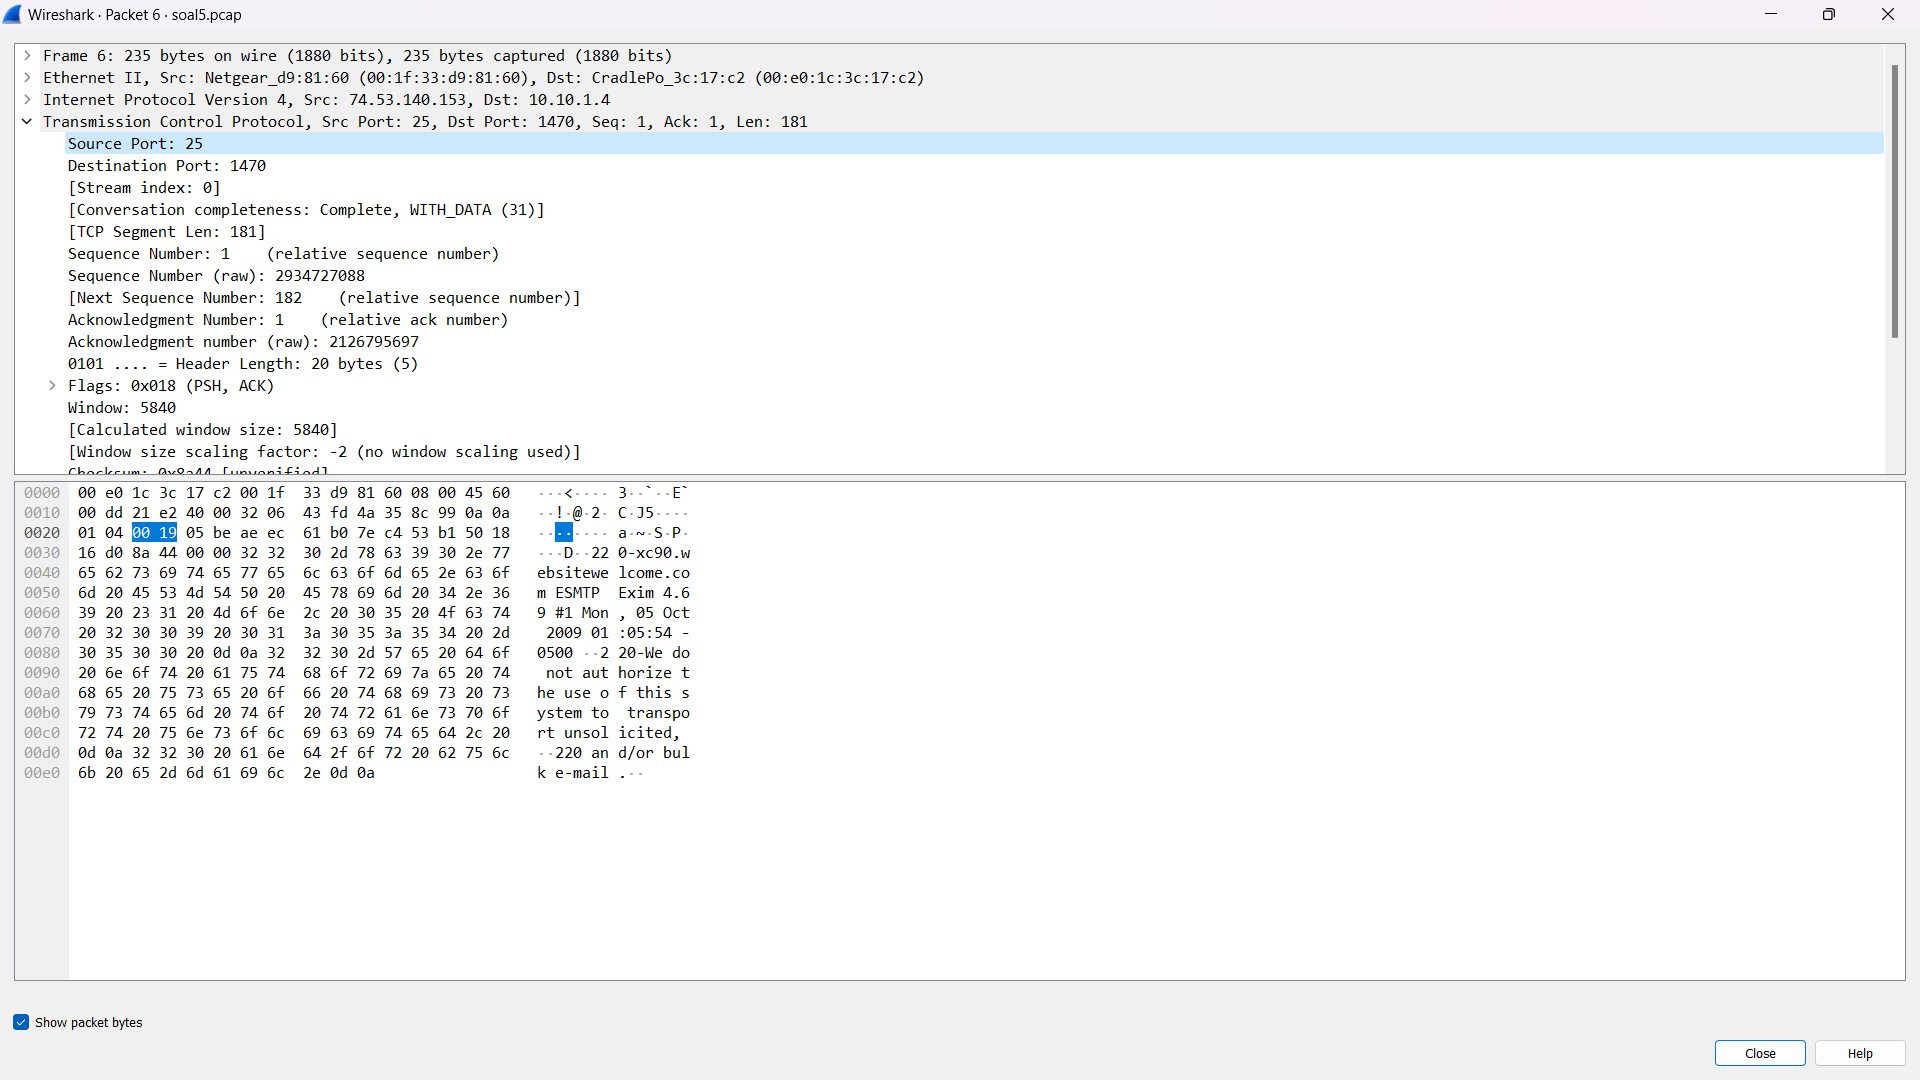 Wireshark · Packet 6 · soal5.pcap
Frame 6: 235 bytes on wire (1880 bits), 235 bytes captured (1880 bits)
Ethernet II, Src: Netgear_d9:81:60 (00:1f:33:d9:81:60), Dst: CradlePo_3c:17:c2 (00:e0:1c:3c:17:c2)
Internet Protocol Version 4, Src: 74.53.140.153, Dst: 10.10.1.4
Transmission Control Protocol, Src Port: 25, Dst Port: 1470, Seq: 1, Ack: 1, Len: 181
Source Port: 25
Destination Port: 1470
[Stream index: 0]
[Conversation completeness: Complete, WITH_DATA (31)]
[TCP Segment Len: 181]
Sequence Number: 1    (relative sequence number)
Sequence Number (raw): 2934727088
[Next Sequence Number: 182    (relative sequence number)]
Acknowledgment Number: 1    (relative ack number)
Acknowledgment number (raw): 2126795697
0101 .... = Header Length: 20 bytes (5)
Flags: 0x018 (PSH, ACK)
Window: 5840
[Calculated window size: 5840]
[Window size scaling factor: -2 (no window scaling used)]
Checksum: 0x8a44 [unverified]
0000 00 e0 1c 3c 17 c2 00 1f 33 d9 81 60 08 00 45 60 ···<···· 3··`··E`
0010 00 dd 21 e2 40 00 32 06 43 fd 4a 35 8c 99 0a 0a ··!·@·2· C·J5····
0020 01 04 00 19 05 be ae ec 61 b0 7e c4 53 b1 50 18 ········ a·~·S·P·
0030 16 d0 8a 44 00 00 32 32 30 2d 78 63 39 30 2e 77 ···D··22 0-xc90.w
0040 65 62 73 69 74 65 77 65 6c 63 6f 6d 65 2e 63 6f ebsitewe lcome.co
0050 6d 20 45 53 4d 54 50 20 45 78 69 6d 20 34 2e 36 m ESMTP  Exim 4.6
0060 39 20 23 31 20 4d 6f 6e 2c 20 30 35 20 4f 63 74 9 #1 Mon , 05 Oct
0070 20 32 30 30 39 20 30 31 3a 30 35 3a 35 34 20 2d  2009 01 :05:54 -
0080 30 35 30 30 20 0d 0a 32 32 30 2d 57 65 20 64 6f 0500 ··2 20-We do
0090 20 6e 6f 74 20 61 75 74 68 6f 72 69 7a 65 20 74  not aut horize t
00a0 68 65 20 75 73 65 20 6f 66 20 74 68 69 73 20 73 he use o f this s
00b0 79 73 74 65 6d 20 74 6f 20 74 72 61 6e 73 70 6f ystem to  transpo
00c0 72 74 20 75 6e 73 6f 6c 69 63 69 74 65 64 2c 20 rt unsol icited,
00d0 0d 0a 32 32 30 20 61 6e 64 2f 6f 72 20 62 75 6c ··220 an d/or bul
00e0 6b 20 65 2d 6d 61 69 6c 2e 0d 0a k e-mail .··
Show packet bytes
Close
Help